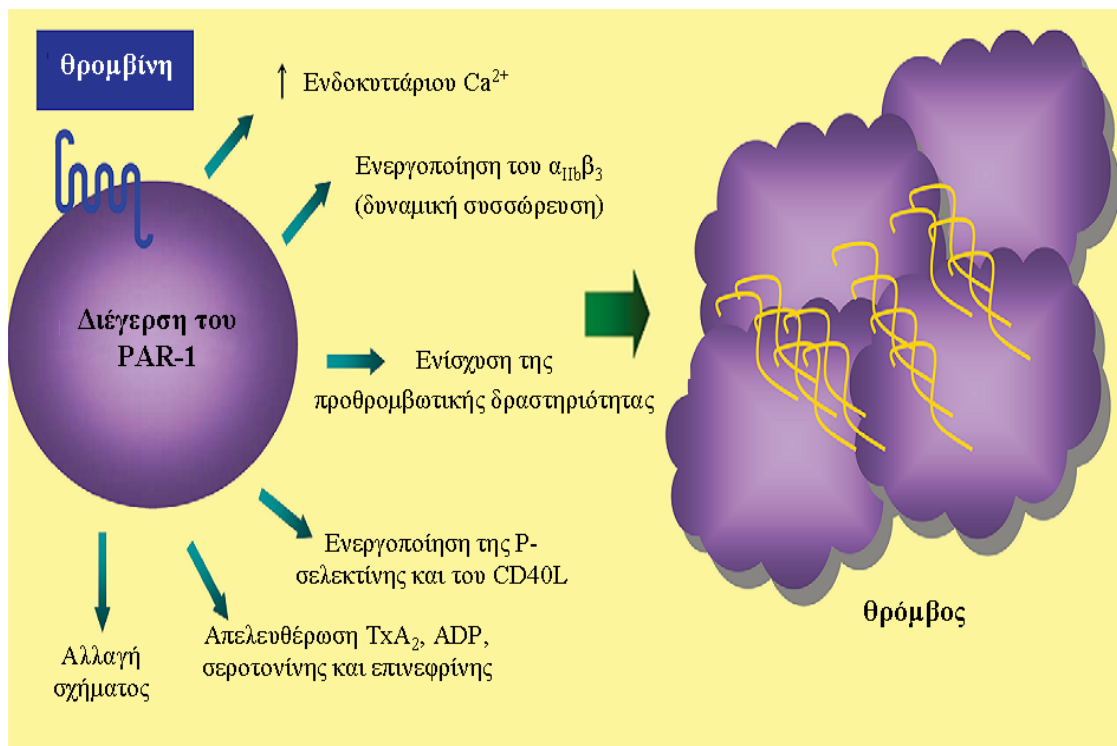 θρομβίνη
↑ Ενδοκυττάριου Ca²⁺
Ενεργοποίηση του α_IIbβ₃
(δυναμική συσσώρευση)
Διέγερση του
PAR-1
Ενίσχυση της
προθρομβωτικής δραστηριότητας
Ενεργοποίηση της P-
σελεκτίνης και του CD40L
Απελευθέρωση TxA₂, ADP,
σεροτονίνης και επινεφρίνης
Αλλαγή
σχήματος
θρόμβος